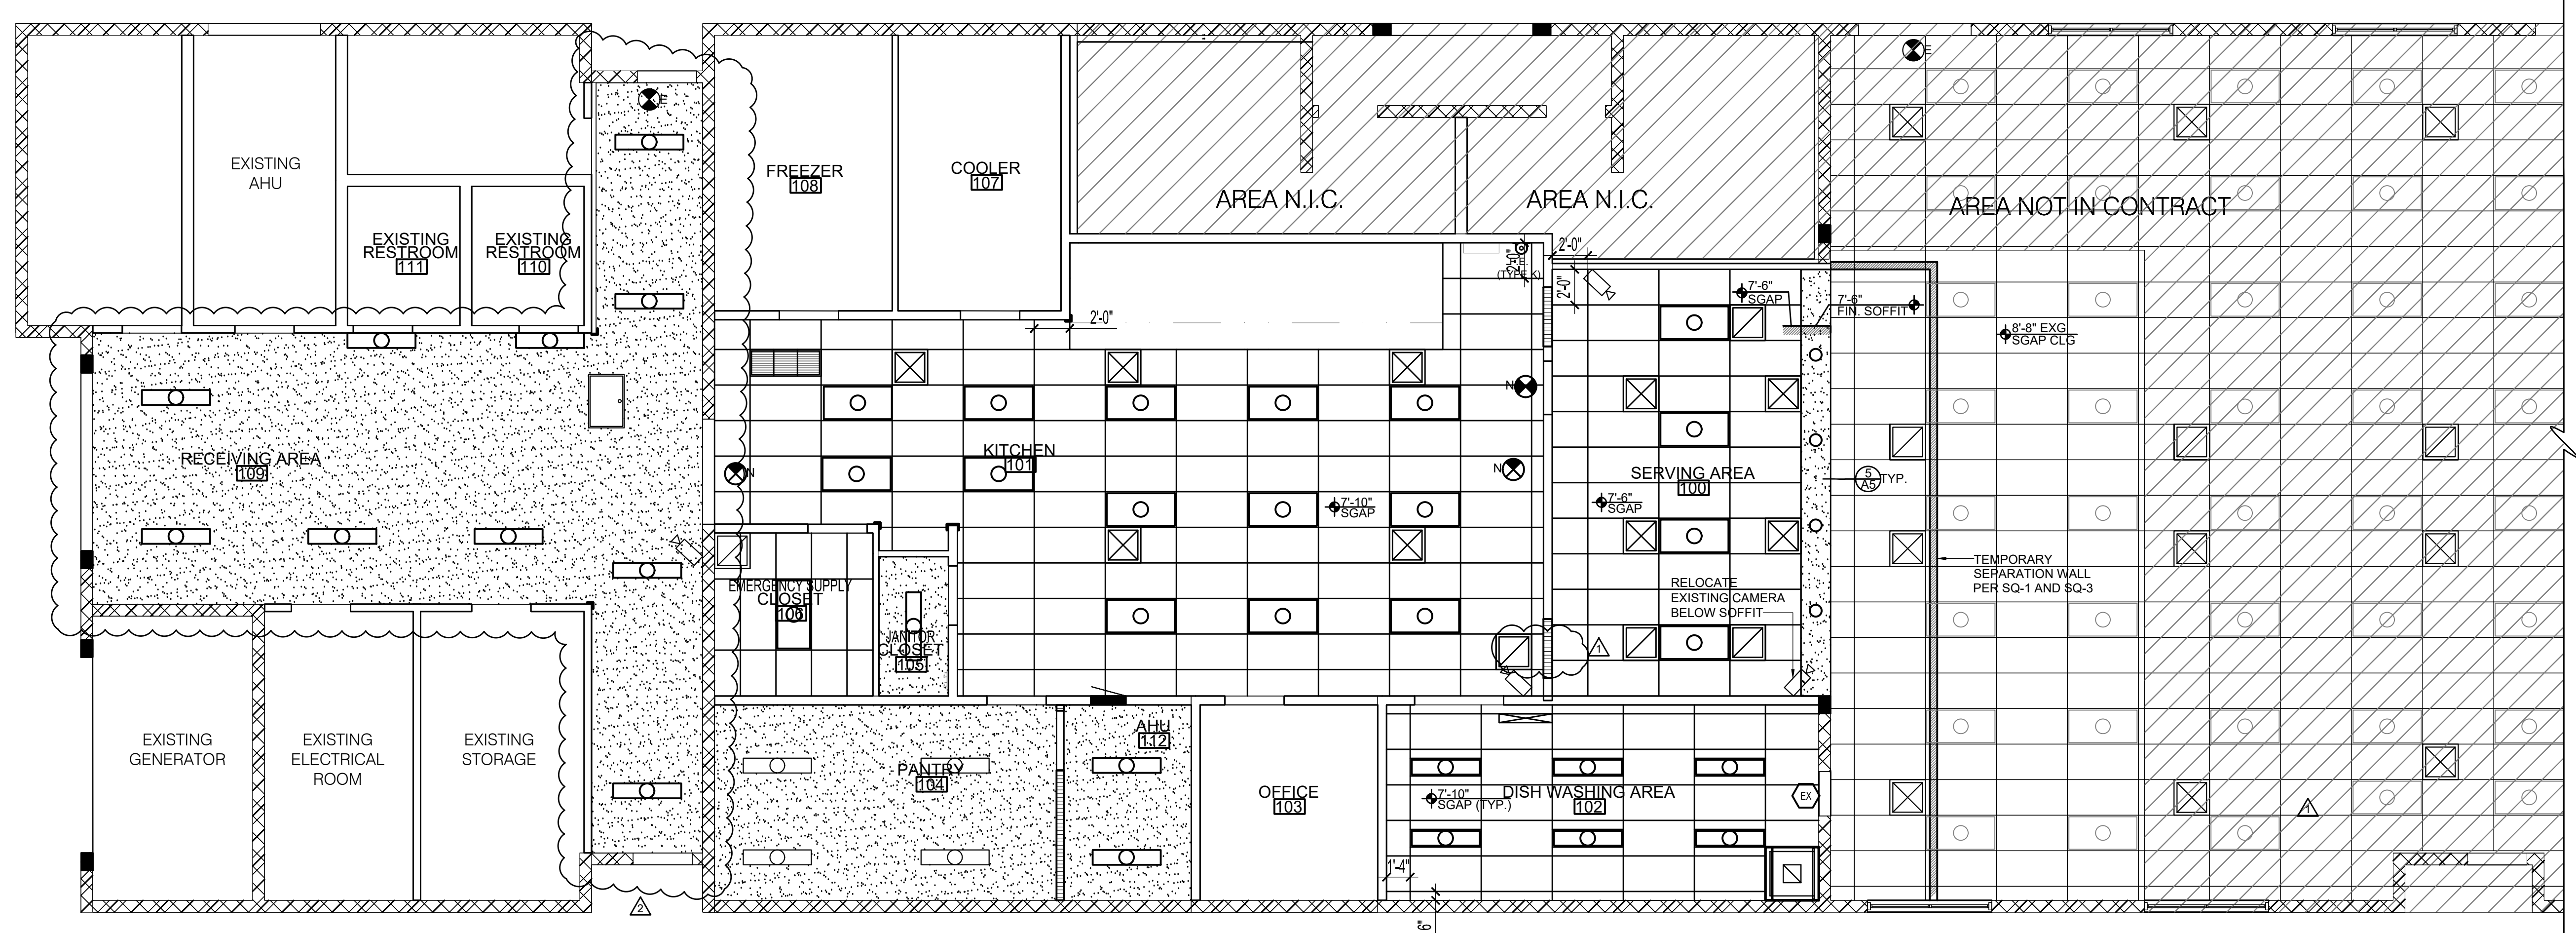 E
E
EXISTING
AHU
FREEZER
108
COOLER
107
AREA N.I.C.
AREA N.I.C.
AREA NOT IN CONTRACT
EXISTING
RESTROOM
111
EXISTING
RESTROOM
110
2'-0"
2'-0"
(TYPE K)
2'-0"
7'-6"
SGAP
7'-6"
FIN. SOFFIT
2'-0"
8'-8" EXG
SGAP CLG
N
RECEIVING AREA
109
KITCHEN
101
N
N
SERVING AREA
100
5
A5
TYP.
7'-10"
SGAP
7'-6"
SGAP
TEMPORARY
SEPARATION WALL
PER SQ-1 AND SQ-3
EMERGENCY SUPPLY
CLOSET
106
RELOCATE
EXISTING CAMERA
BELOW SOFFIT
JANITOR
CLOSET
105
1
EXISTING
GENERATOR
EXISTING
ELECTRICAL
ROOM
EXISTING
STORAGE
AHU
112
PANTRY
104
OFFICE
103
7'-10"
SGAP (TYP.)
DISH WASHING AREA
102
EX
1
1'-4"
2
6"